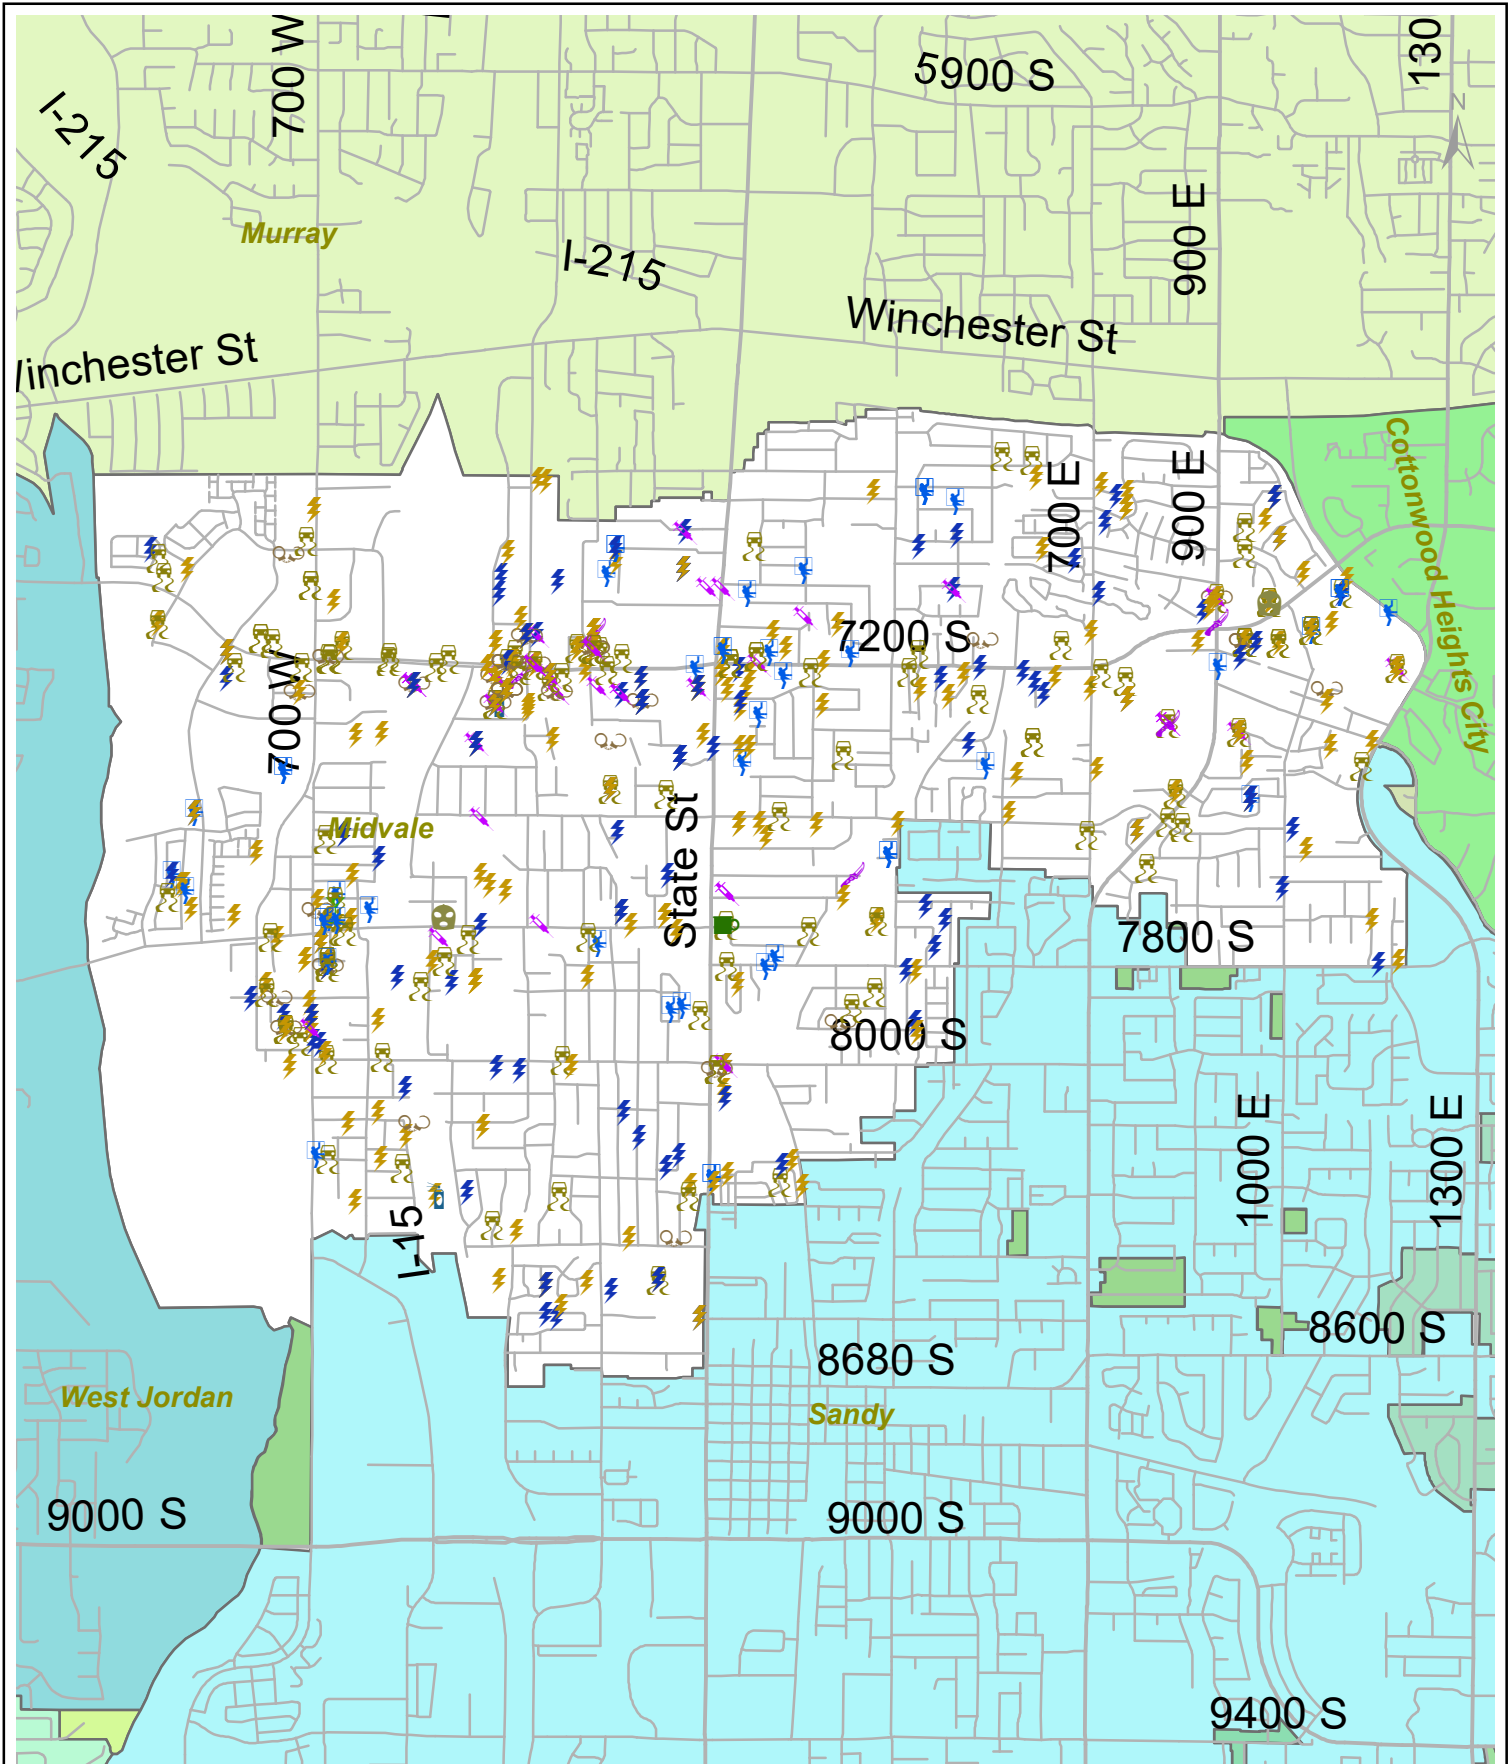 700 W
5900 S
130
I-215
N
Murray
900 E
I-215
Winchester St
inchester St
Cottonwood Heights City
700 E
900 E
7200 S
700 W
Midvale
State St
7800 S
8000 S
1000 E
1300 E
I-15
8600 S
8680 S
West Jordan
Sandy
9000 S
9000 S
9400 S